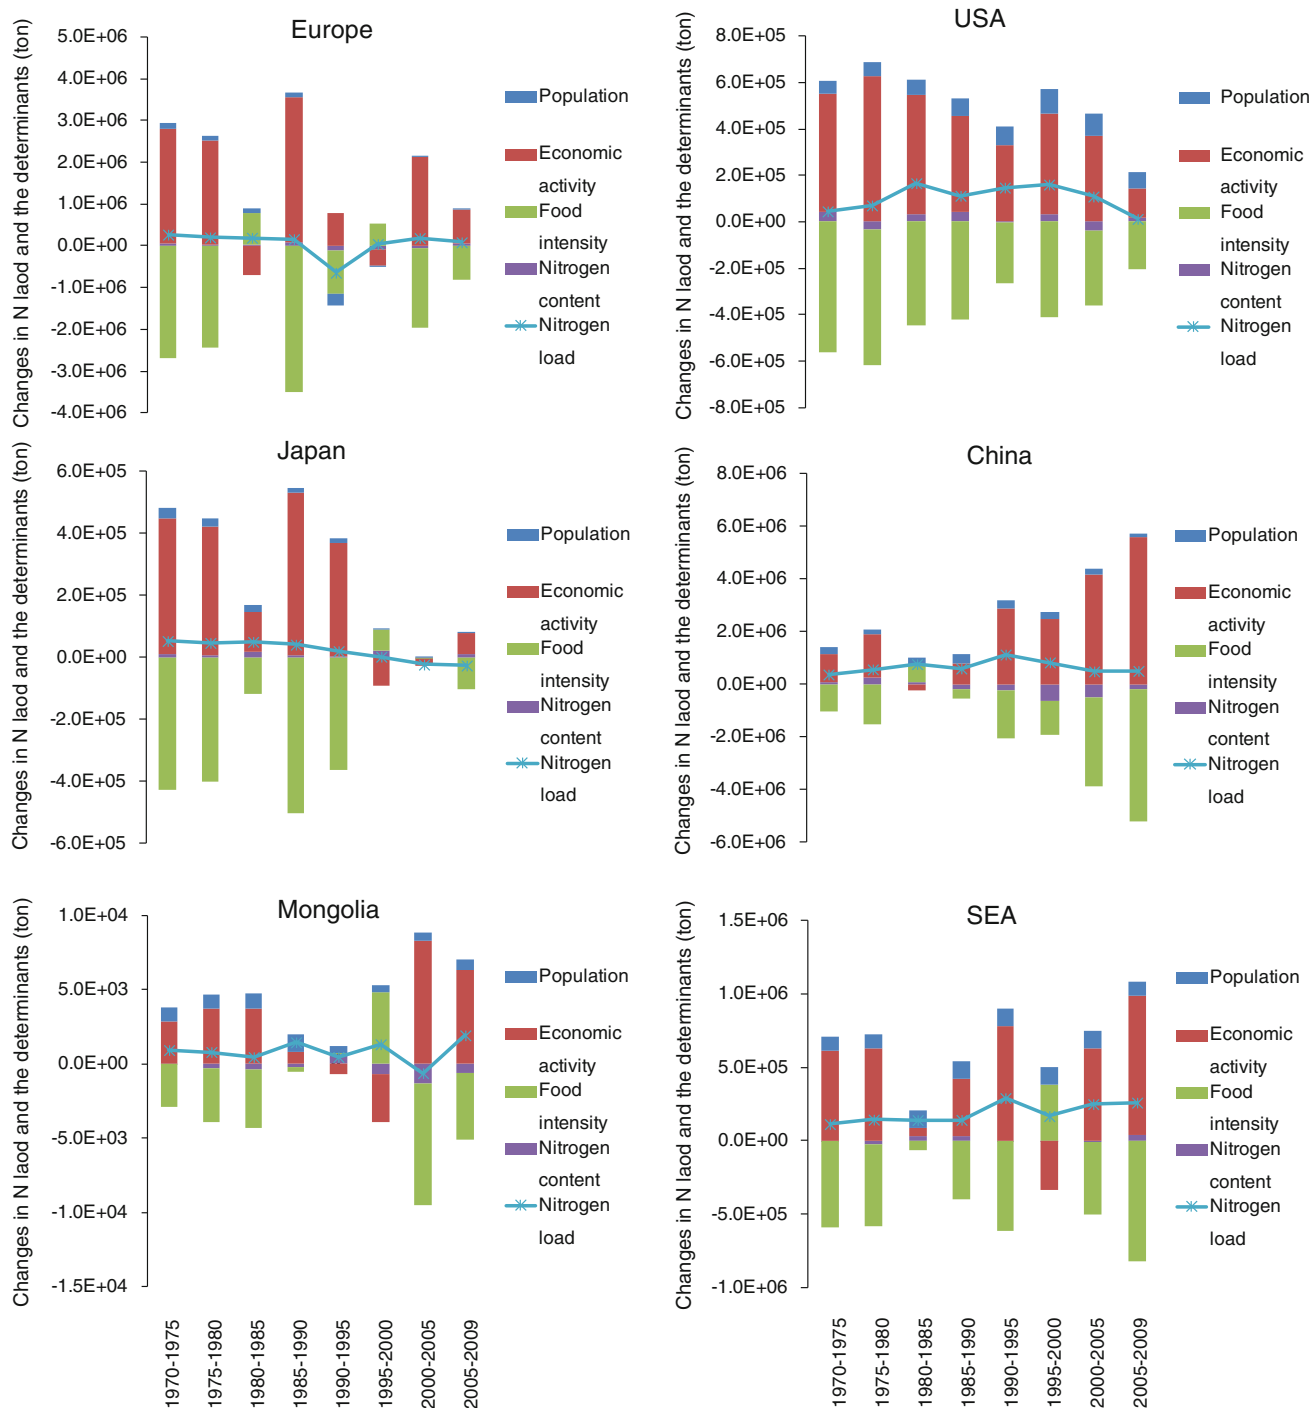 Europe
Changes in N laod and the determinants (ton)
5.0E+06
4.0E+06
3.0E+06
2.0E+06
1.0E+06
0.0E+00
-1.0E+06
-2.0E+06
-3.0E+06
-4.0E+06
Population
Economic
activity
Food
intensity
Nitrogen
content
Nitrogen
load
USA
Changes in N laod and the determinants (ton)
8.0E+05
6.0E+05
4.0E+05
2.0E+05
0.0E+00
-2.0E+05
-4.0E+05
-6.0E+05
-8.0E+05
Population
Economic
activity
Food
intensity
Nitrogen
content
Nitrogen
load
Japan
Changes in N laod and the determinants (ton)
6.0E+05
4.0E+05
2.0E+05
0.0E+00
-2.0E+05
-4.0E+05
-6.0E+05
Population
Economic
activity
Food
intensity
Nitrogen
content
Nitrogen
load
China
Changes in N laod and the determinants (ton)
8.0E+06
6.0E+06
4.0E+06
2.0E+06
0.0E+00
-2.0E+06
-4.0E+06
-6.0E+06
Population
Economic
activity
Food
intensity
Nitrogen
content
Nitrogen
load
Mongolia
Changes in N laod and the determinants (ton)
1.0E+04
5.0E+03
0.0E+00
-5.0E+03
-1.0E+04
-1.5E+04
Population
Economic
activity
Food
intensity
Nitrogen
content
Nitrogen
load
1970-1975
1975-1980
1980-1985
1985-1990
1990-1995
1995-2000
2000-2005
2005-2009
SEA
Changes in N laod and the determinants (ton)
1.5E+06
1.0E+06
5.0E+05
0.0E+00
-5.0E+05
-1.0E+06
Population
Economic
activity
Food
intensity
Nitrogen
content
Nitrogen
load
1970-1975
1975-1980
1980-1985
1985-1990
1990-1995
1995-2000
2000-2005
2005-2009